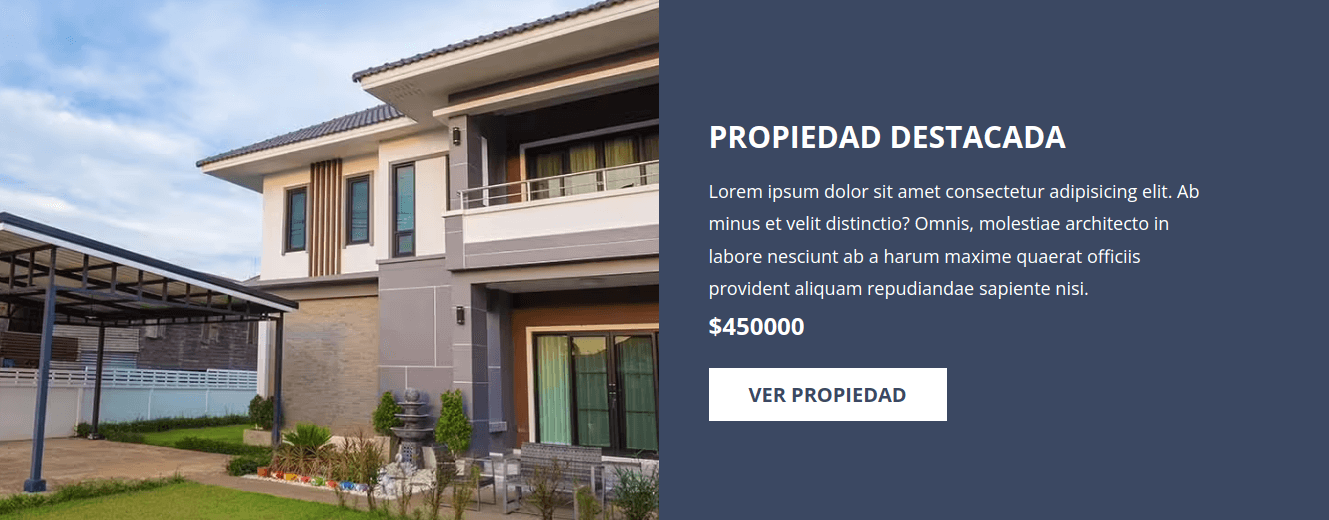 PROPIEDAD DESTACADA
Lorem ipsum dolor sit amet consectetur adipisicing elit. Ab
minus et velit distinctio? Omnis, molestiae architecto in
labore nesciunt ab a harum maxime quaerat officiis
provident aliquam repudiandae sapiente nisi.
$450000
VER PROPIEDAD